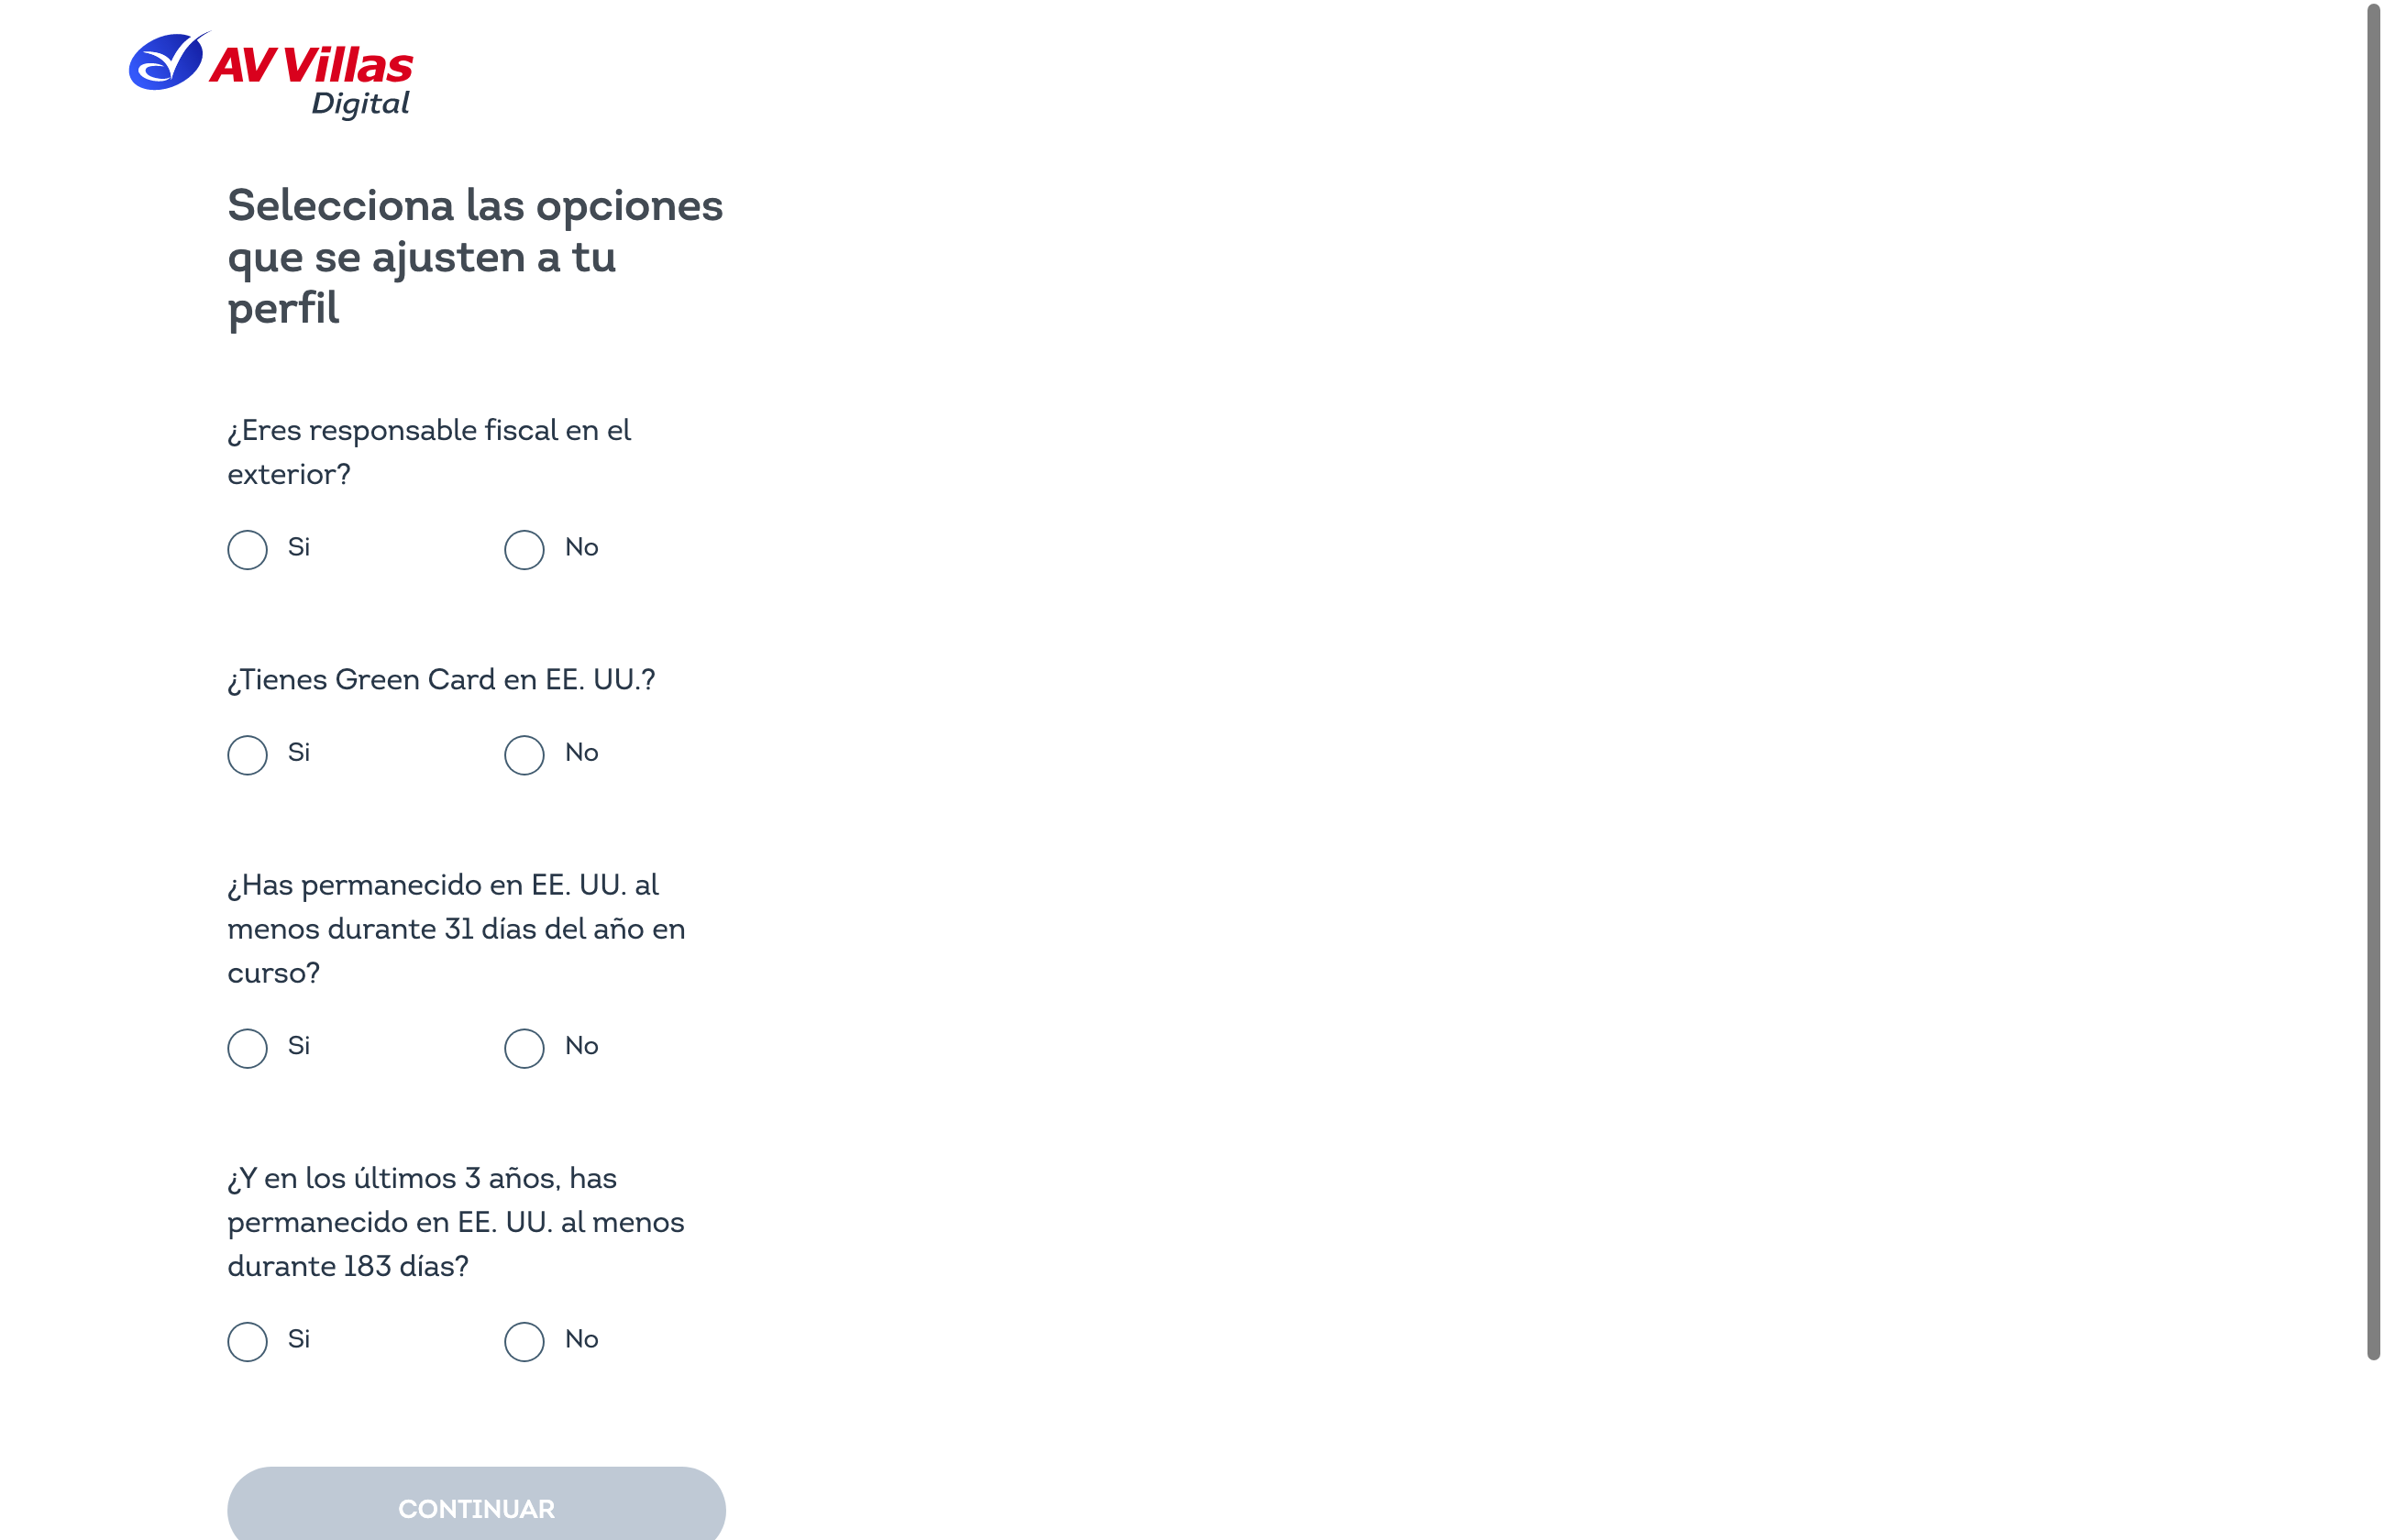 AV Villas
Digital
Selecciona las opciones
que se ajusten a tu
perfil
¿Eres responsable fiscal en el
exterior?
Si No
¿Tienes Green Card en EE. UU.?
Si No
¿Has permanecido en EE. UU. al
menos durante 31 días del año en
curso?
Si No
¿Y en los últimos 3 años, has
permanecido en EE. UU. al menos
durante 183 días?
Si No
CONTINUAR